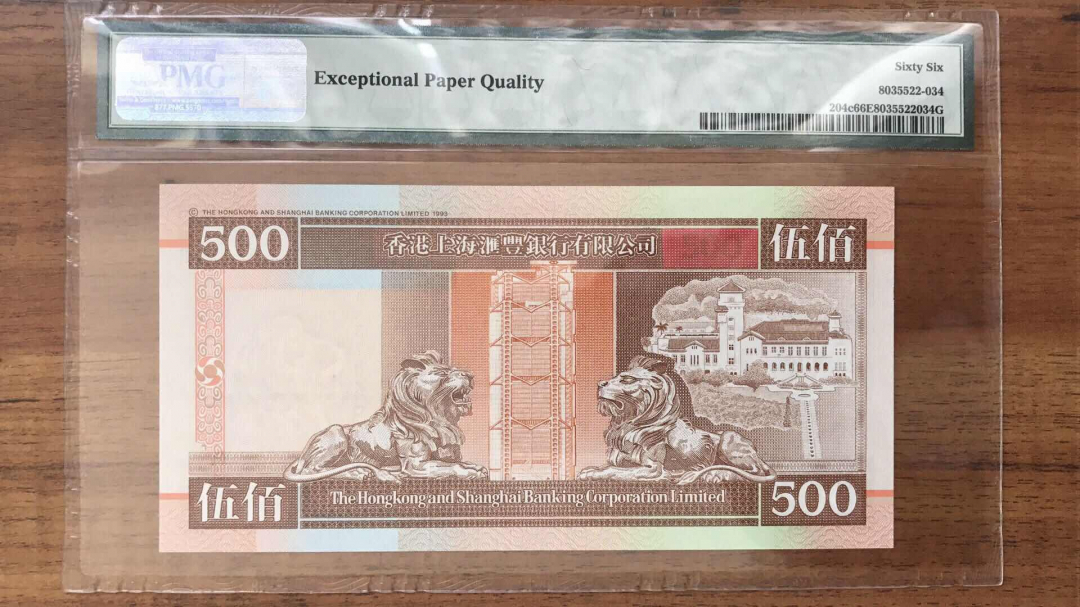 PMG
Exceptional Paper Quality
Sixty Six
8035522-034
204c66E8035522034G
© THE HONGKONG AND SHANGHAI BANKING CORPORATION LIMITED 1993
500
香港上海滙豐銀行有限公司
伍佰
伍佰
The Hongkong and Shanghai Banking Corporation Limited
500